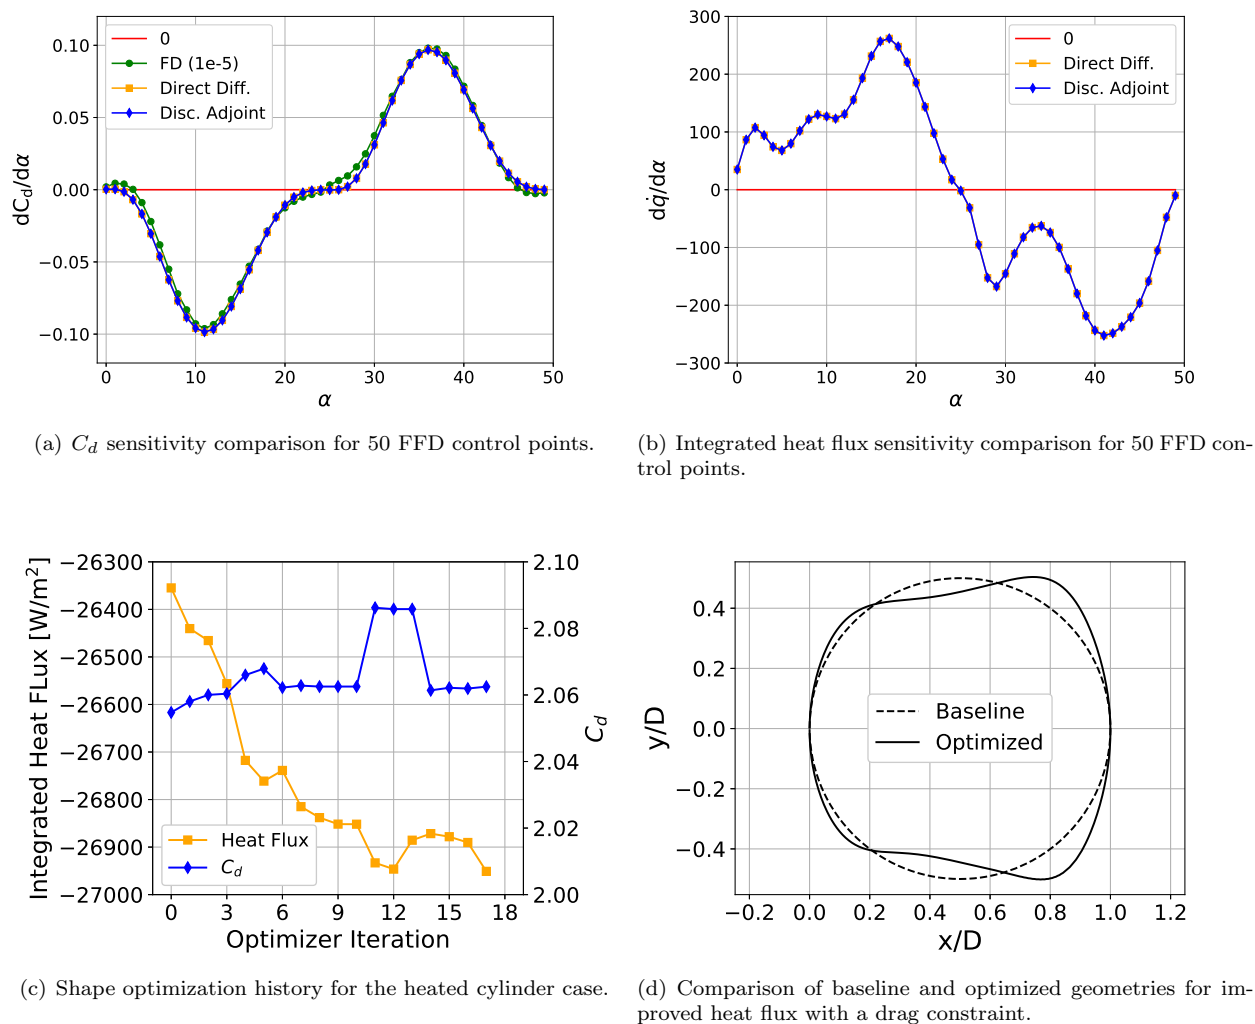 0.10
0.05
0.00
−0.05
−0.10
dC_d/dα
0
FD (1e-5)
Direct Diff.
Disc. Adjoint
0 10 20 30 40 50
α
300
200
100
0
−100
−200
−300
dq̇/dα
0
Direct Diff.
Disc. Adjoint
0 10 20 30 40 50
α
(a) C_d sensitivity comparison for 50 FFD control points.
(b) Integrated heat flux sensitivity comparison for 50 FFD con-
trol points.
−26300
−26400
−26500
−26600
−26700
−26800
−26900
−27000
Integrated Heat FLux [W/m²]
2.10
2.08
2.06
2.04
2.02
2.00
C_d
Heat Flux
C_d
0 3 6 9 12 15 18
Optimizer Iteration
0.4
0.2
0.0
−0.2
−0.4
y/D
Baseline
Optimized
−0.2 0.0 0.2 0.4 0.6 0.8 1.0 1.2
x/D
(c) Shape optimization history for the heated cylinder case.
(d) Comparison of baseline and optimized geometries for im-
proved heat flux with a drag constraint.